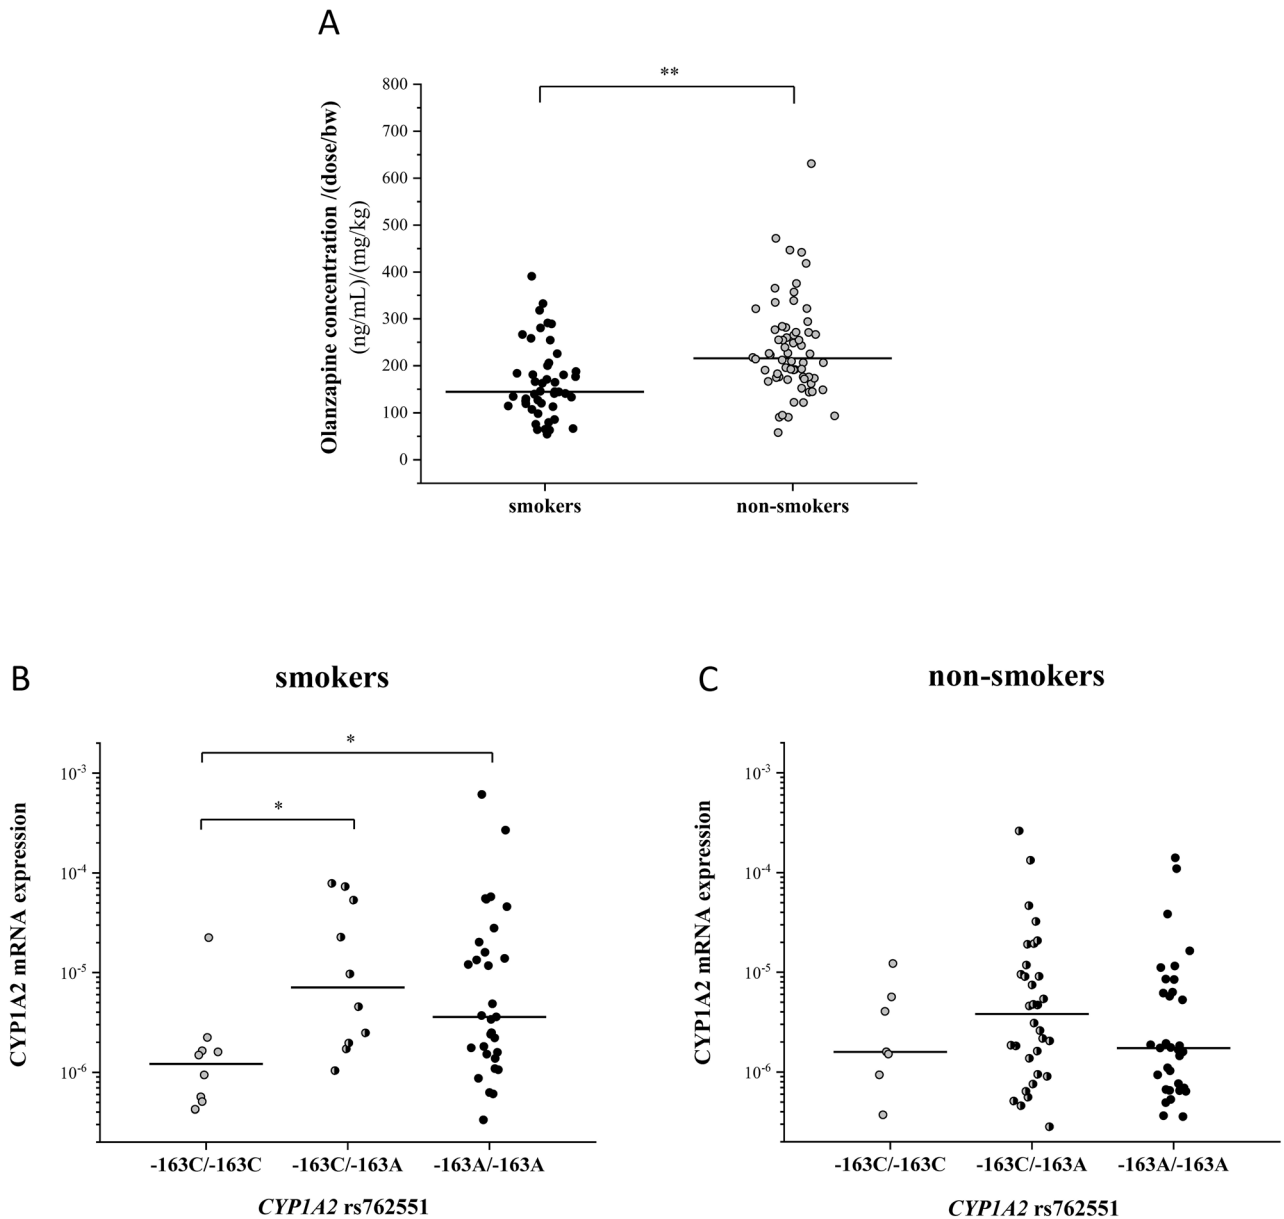 A
**
800
700
600
500
400
300
200
100
0
Olanzapine concentration /(dose/bw)
(ng/mL)/(mg/kg)
smokers
non-smokers
B
smokers
*
*
10-3
10-4
10-5
10-6
CYP1A2 mRNA expression
-163C/-163C
-163C/-163A
-163A/-163A
CYP1A2 rs762551
C
non-smokers
10-3
10-4
10-5
10-6
CYP1A2 mRNA expression
-163C/-163C
-163C/-163A
-163A/-163A
CYP1A2 rs762551